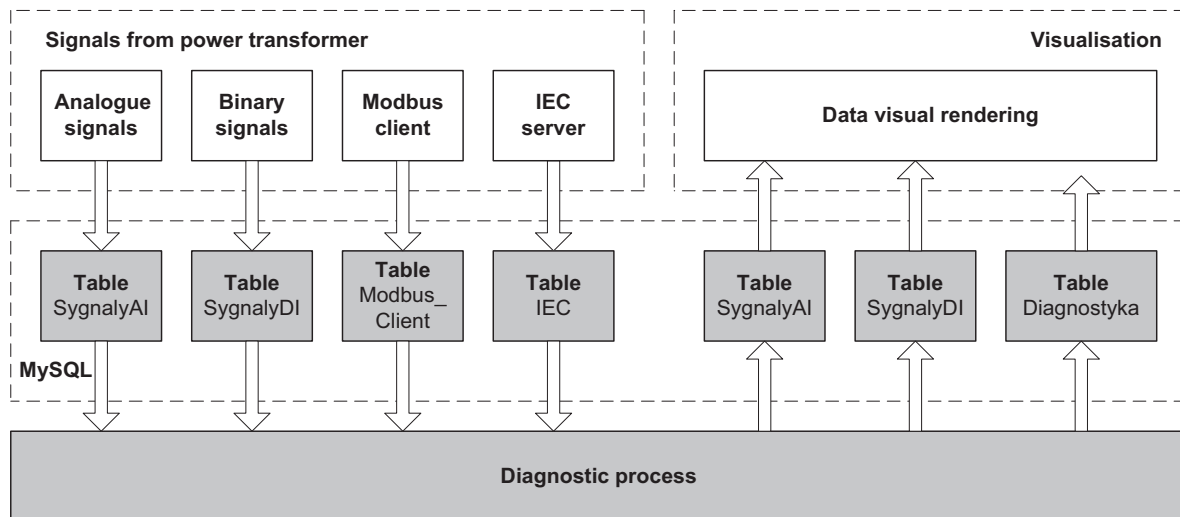 Signals from power transformer
Visualisation
Analogue
signals
Binary
signals
Modbus
client
IEC
server
Data visual rendering
Table
SygnalyAI
Table
SygnalyDI
Table
Modbus_
Client
Table
IEC
Table
SygnalyAI
Table
SygnalyDI
Table
Diagnostyka
MySQL
Diagnostic process